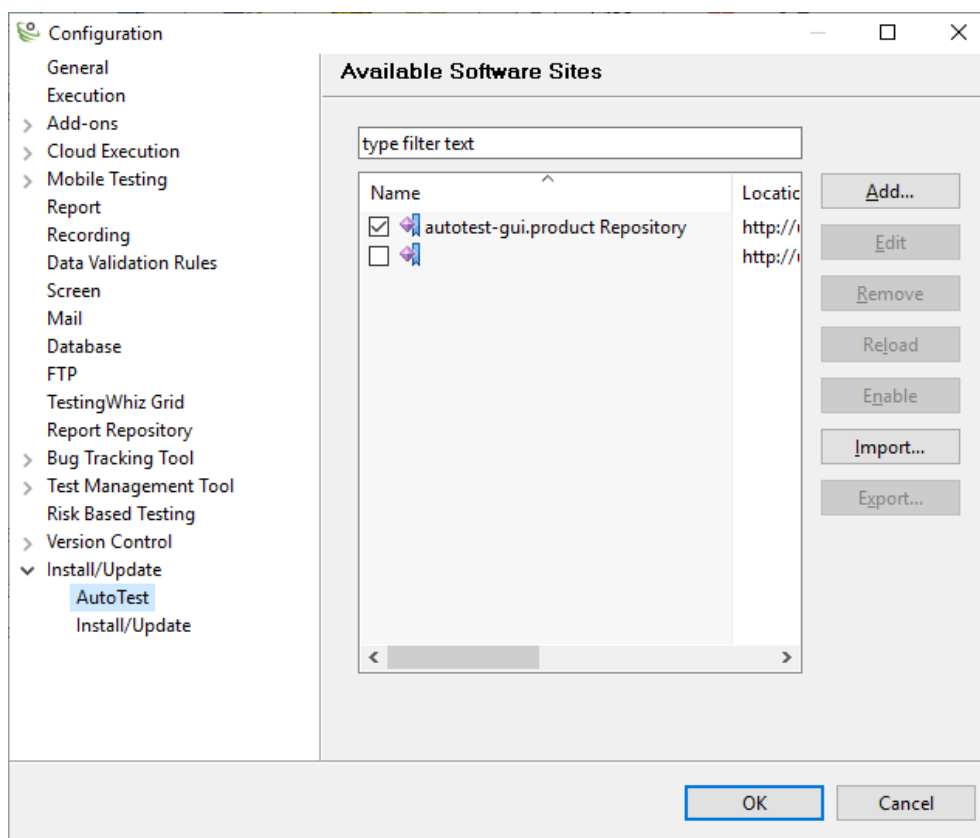 Configuration
General
Execution
Add-ons
Cloud Execution
Mobile Testing
Report
Recording
Data Validation Rules
Screen
Mail
Database
FTP
TestingWhiz Grid
Report Repository
Bug Tracking Tool
Test Management Tool
Risk Based Testing
Version Control
Install/Update
AutoTest
Install/Update
Available Software Sites
type filter text
Name Locatic
autotest-gui.product Repository http://
http://
Add...
Edit
Remove
Reload
Enable
Import...
Export...
OK Cancel